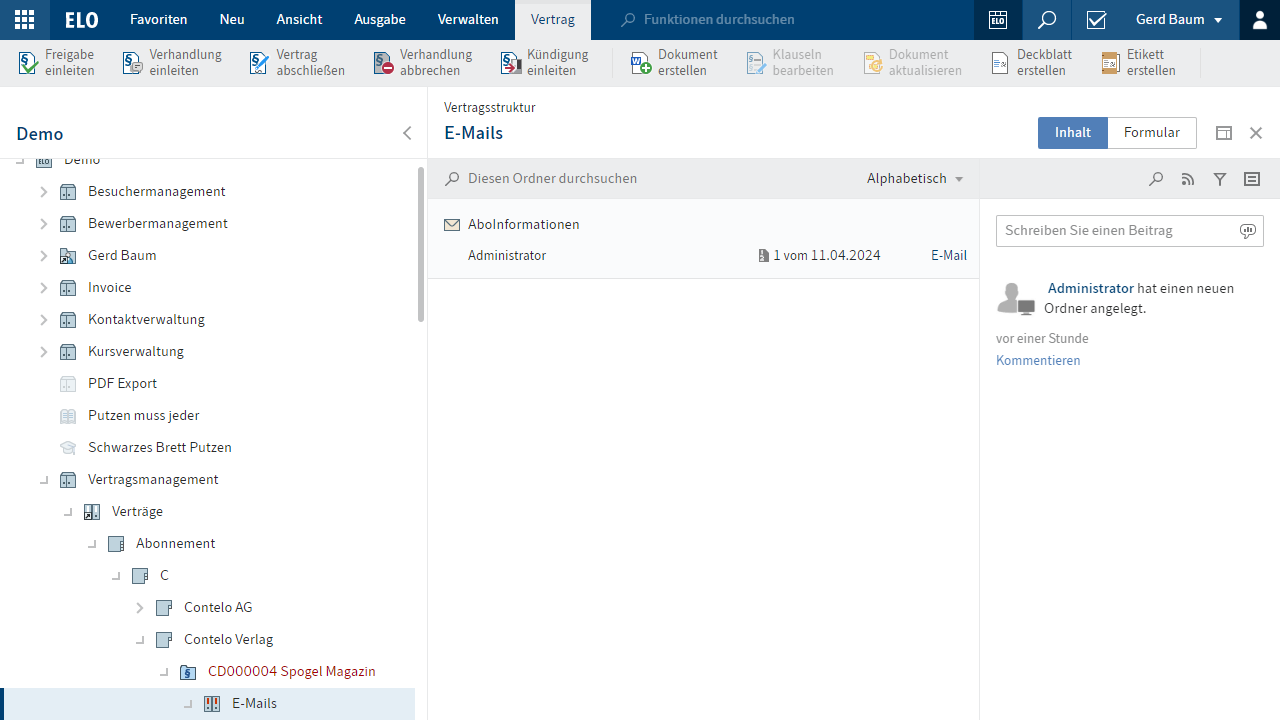 ELO
Favoriten
Neu
Ansicht
Ausgabe
Verwalten
Vertrag
Funktionen durchsuchen
ELO
Gerd Baum
Freigabe
einleiten
Verhandlung
einleiten
Vertrag
abschließen
Verhandlung
abbrechen
Kündigung
einleiten
Dokument
erstellen
Klauseln
bearbeiten
Dokument
aktualisieren
Deckblatt
erstellen
Etikett
erstellen
Demo
Demo
Besuchermanagement
Bewerbermanagement
Gerd Baum
Invoice
Kontaktverwaltung
Kursverwaltung
PDF Export
Putzen muss jeder
Schwarzes Brett Putzen
Vertragsmanagement
Verträge
Abonnement
C
Contelo AG
Contelo Verlag
CD000004 Spogel Magazin
E-Mails
Vertragsstruktur
E-Mails
Inhalt
Formular
Diesen Ordner durchsuchen
Alphabetisch
AboInformationen
Administrator
1 vom 11.04.2024
E-Mail
Schreiben Sie einen Beitrag
Administrator hat einen neuen
Ordner angelegt.
vor einer Stunde
Kommentieren